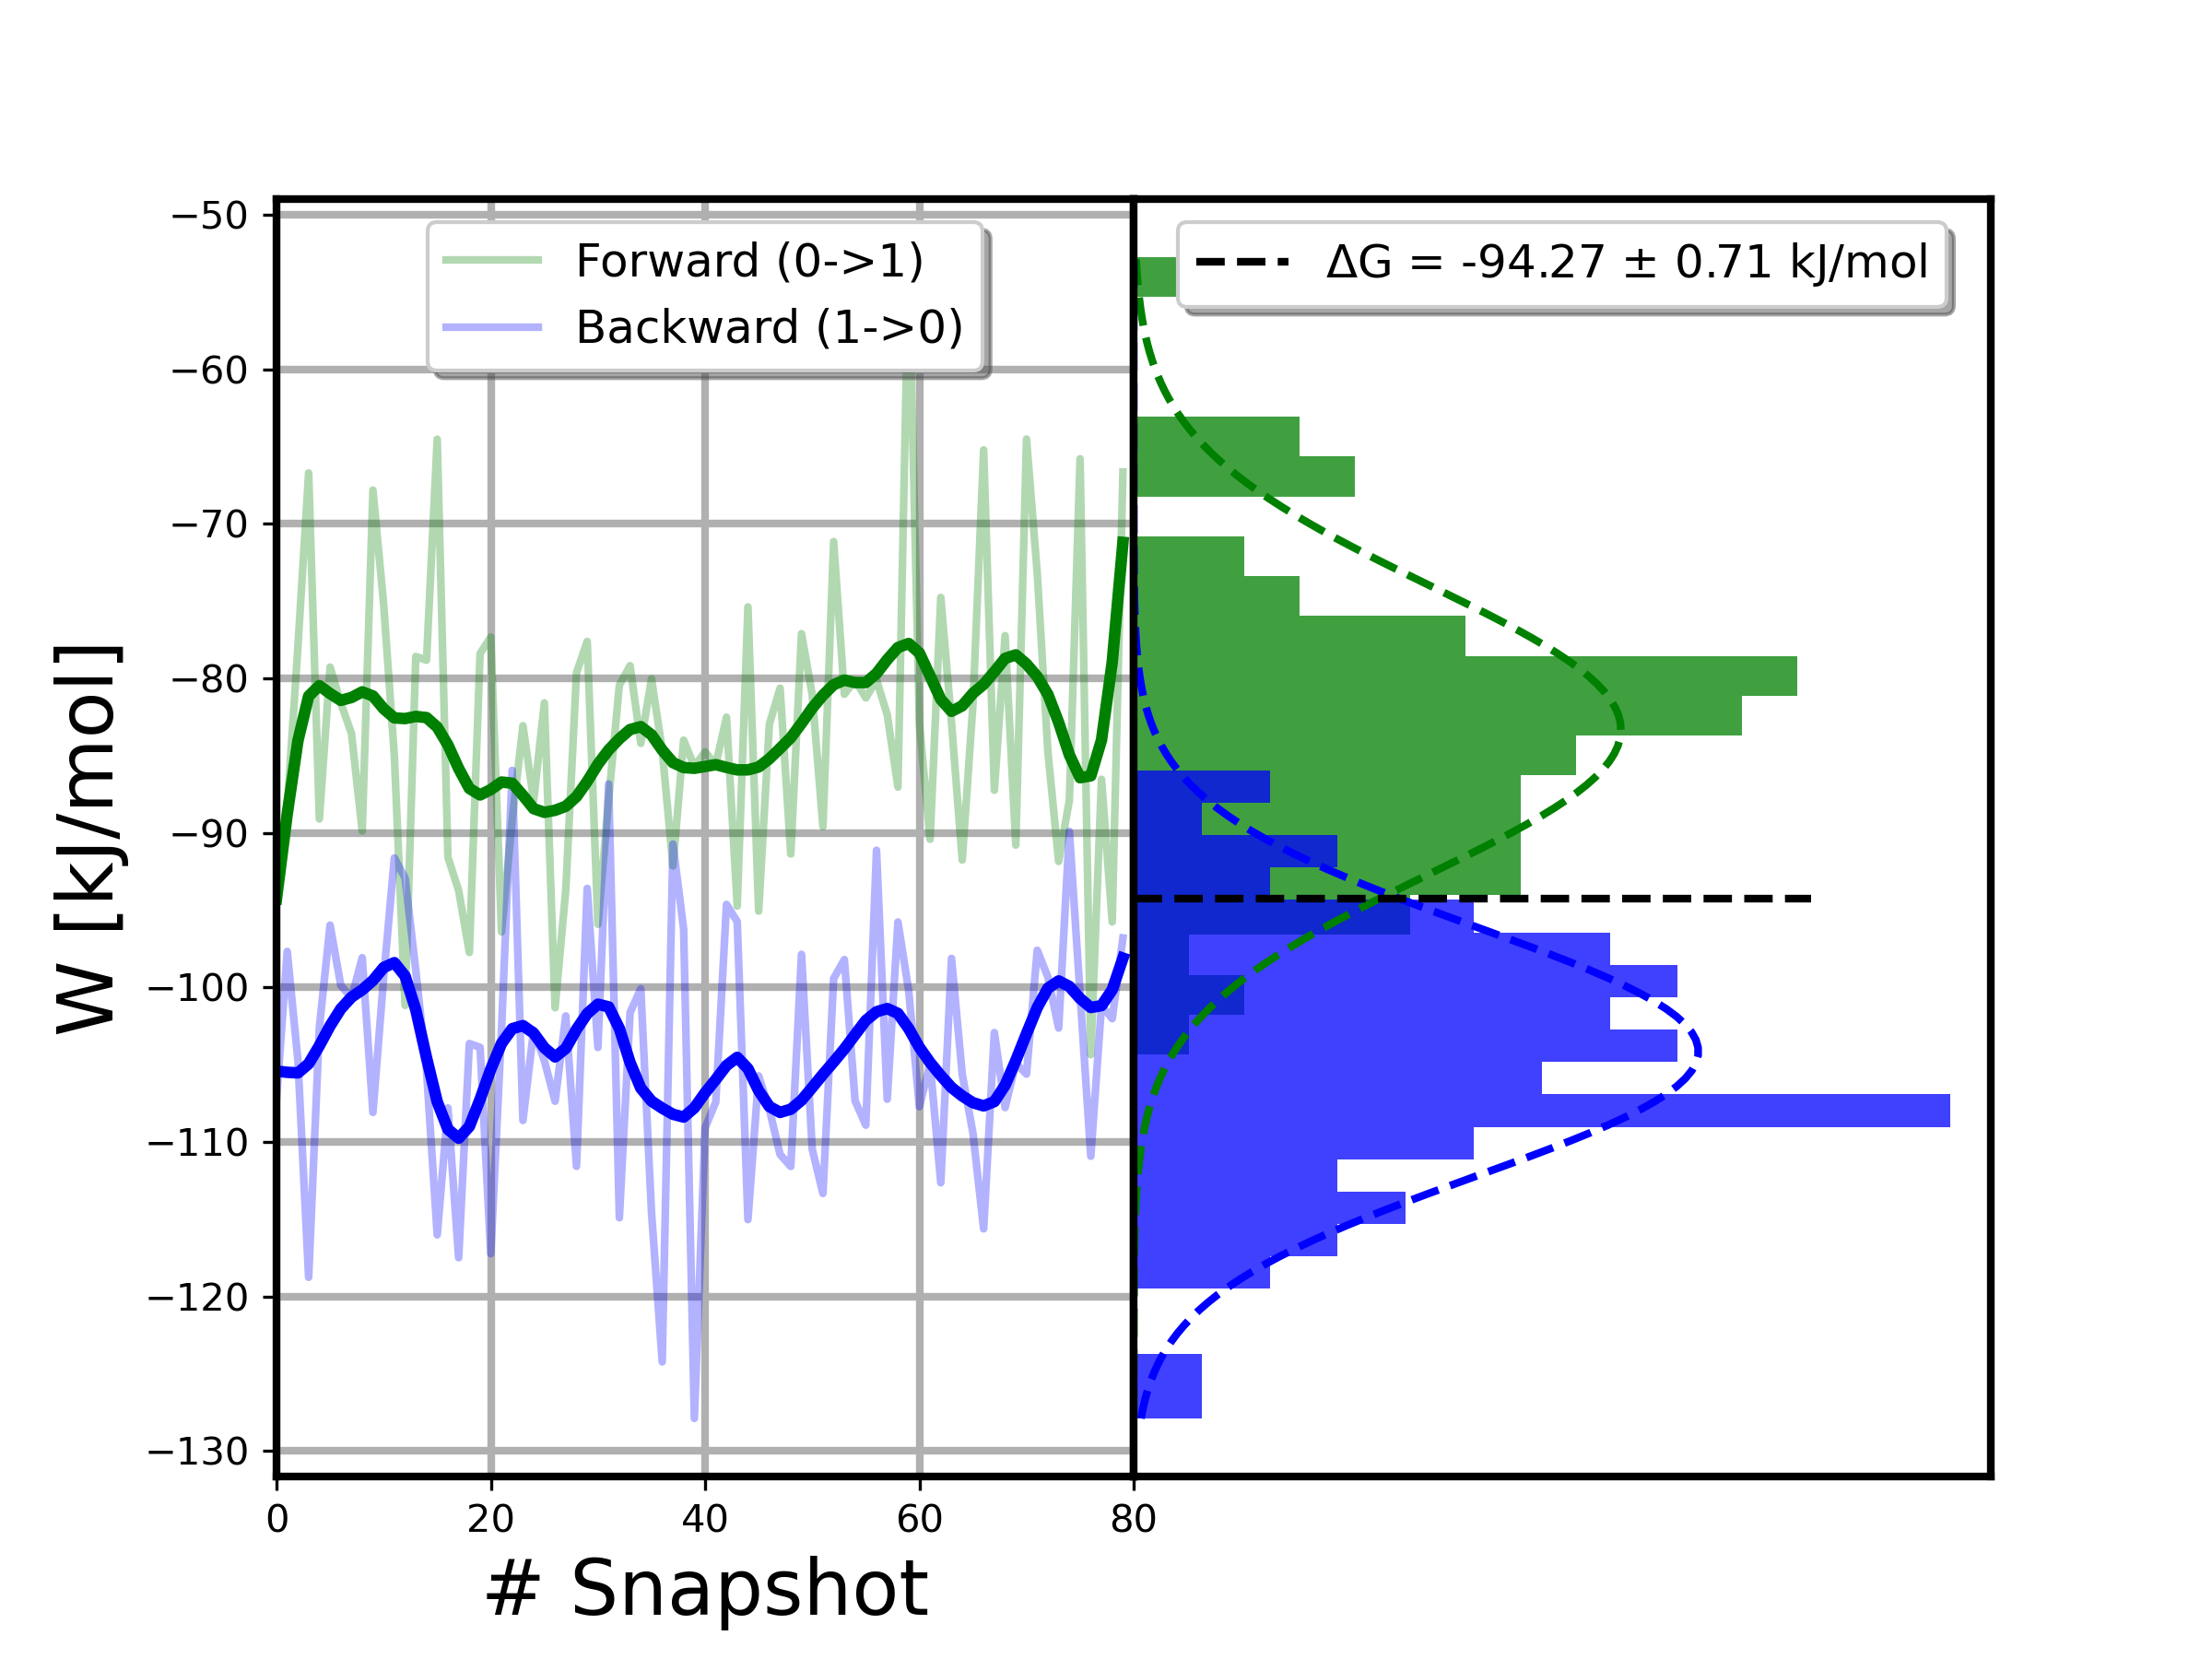 W [kJ/mol]
−50
−60
−70
−80
−90
−100
−110
−120
−130
Forward (0->1)
Backward (1->0)
ΔG = -94.27 ± 0.71 kJ/mol
0 20 40 60 80
# Snapshot